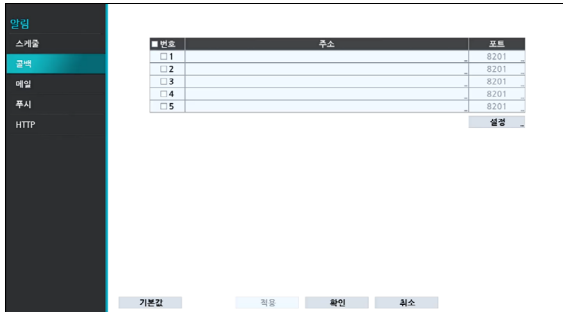 알림
스케줄
콜백
메일
푸시
HTTP
번호 주소 포트
1 8201
2 8201
3 8201
4 8201
5 8201
설정
기본값 적용 확인 취소